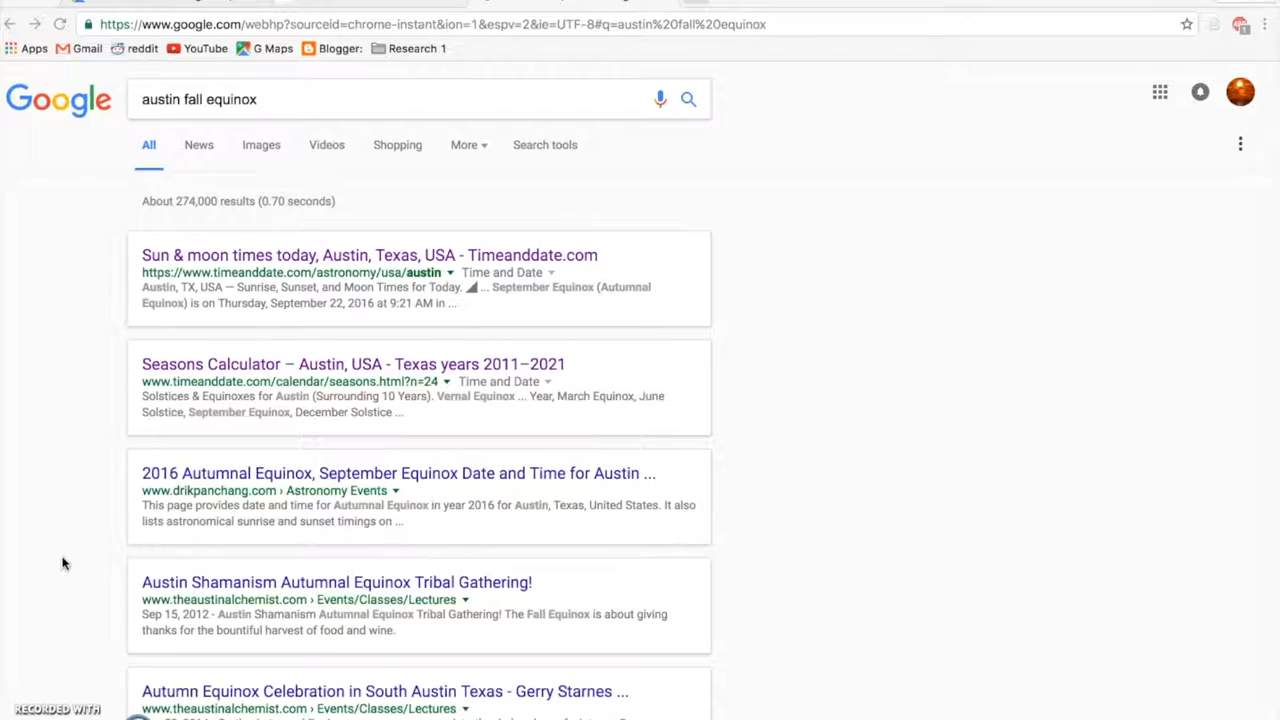 https://www.google.com/webhp?sourceid=chrome-instant&ion=1&espv=2&ie=UTF-8#q=austin%20fall%20equinox
Apps Gmail reddit YouTube G Maps Blogger: Research 1
Google austin fall equinox
All News Images Videos Shopping More Search tools
About 274,000 results (0.70 seconds)
Sun & moon times today, Austin, Texas, USA - Timeanddate.com
https://www.timeanddate.com/astronomy/usa/austin Time and Date
Austin, TX, USA — Sunrise, Sunset, and Moon Times for Today. ... September Equinox (Autumnal
Equinox) is on Thursday, September 22, 2016 at 9:21 AM in ...
Seasons Calculator – Austin, USA - Texas years 2011–2021
www.timeanddate.com/calendar/seasons.html?n=24 Time and Date
Solstices & Equinoxes for Austin (Surrounding 10 Years). Vernal Equinox ... Year, March Equinox, June
Solstice, September Equinox, December Solstice ...
2016 Autumnal Equinox, September Equinox Date and Time for Austin ...
www.drikpanchang.com › Astronomy Events
This page provides date and time for Autumnal Equinox in year 2016 for Austin, Texas, United States. It also
lists astronomical sunrise and sunset timings on ...
Austin Shamanism Autumnal Equinox Tribal Gathering!
www.theaustinalchemist.com › Events/Classes/Lectures
Sep 15, 2012 - Austin Shamanism Autumnal Equinox Tribal Gathering! The Fall Equinox is about giving
thanks for the bountiful harvest of food and wine.
Autumn Equinox Celebration in South Austin Texas - Gerry Starnes ...
www.theaustinalchemist.com › Events/Classes/Lectures
RECORDED WITH